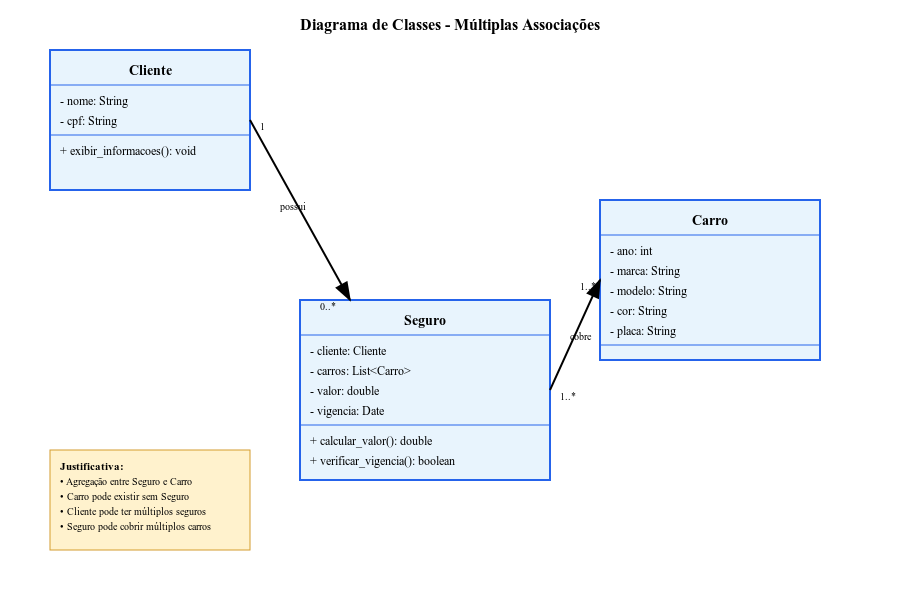 Diagrama de Classes - Múltiplas Associações
Cliente
- nome: String
- cpf: String
+ exibir_informacoes(): void
1
possui
0..*
Seguro
- cliente: Cliente
- carros: List<Carro>
- valor: double
- vigencia: Date
+ calcular_valor(): double
+ verificar_vigencia(): boolean
1..*
cobre
1..*
Carro
- ano: int
- marca: String
- modelo: String
- cor: String
- placa: String
Justificativa:
• Agregação entre Seguro e Carro
• Carro pode existir sem Seguro
• Cliente pode ter múltiplos seguros
• Seguro pode cobrir múltiplos carros